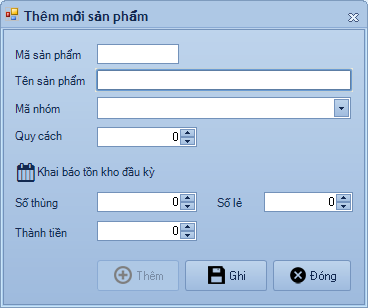 Thêm mới sản phẩm
Mã sản phẩm
Tên sản phẩm
Mã nhóm
Quy cách 0
Khai báo tồn kho đầu kỳ
Số thùng 0 Số lẻ 0
Thành tiền 0
Thêm Ghi Đóng